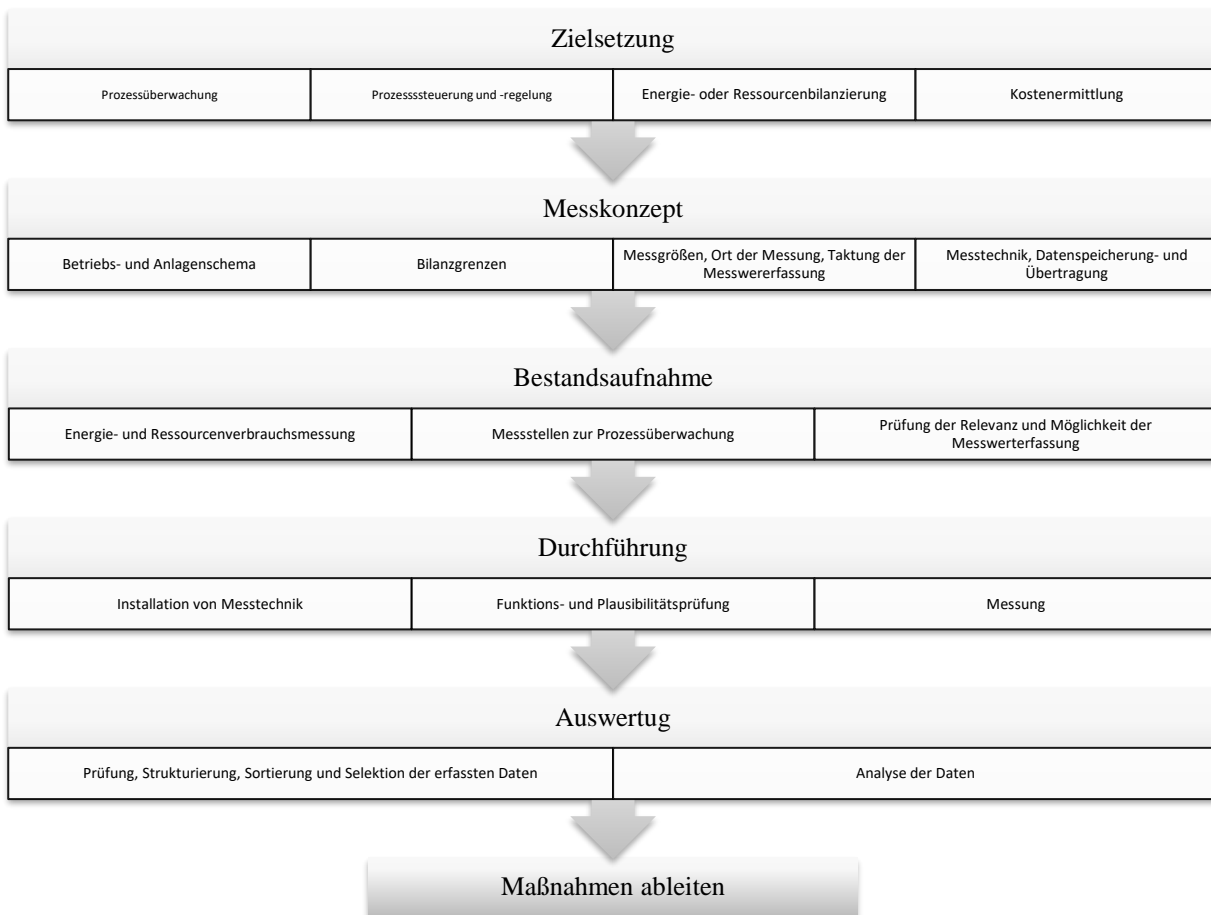 Zielsetzung
Prozessüberwachung
Prozessssteuerung und -regelung
Energie- oder Ressourcenbilanzierung
Kostenermittlung
Messkonzept
Betriebs- und Anlagenschema
Bilanzgrenzen
Messgrößen, Ort der Messung, Taktung der
Messwererfassung
Messtechnik, Datenspeicherung- und
Übertragung
Bestandsaufnahme
Energie- und Ressourcenverbrauchsmessung
Messstellen zur Prozessüberwachung
Prüfung der Relevanz und Möglichkeit der
Messwerterfassung
Durchführung
Installation von Messtechnik
Funktions- und Plausibilitätsprüfung
Messung
Auswertug
Prüfung, Strukturierung, Sortierung und Selektion der erfassten Daten
Analyse der Daten
Maßnahmen ableiten